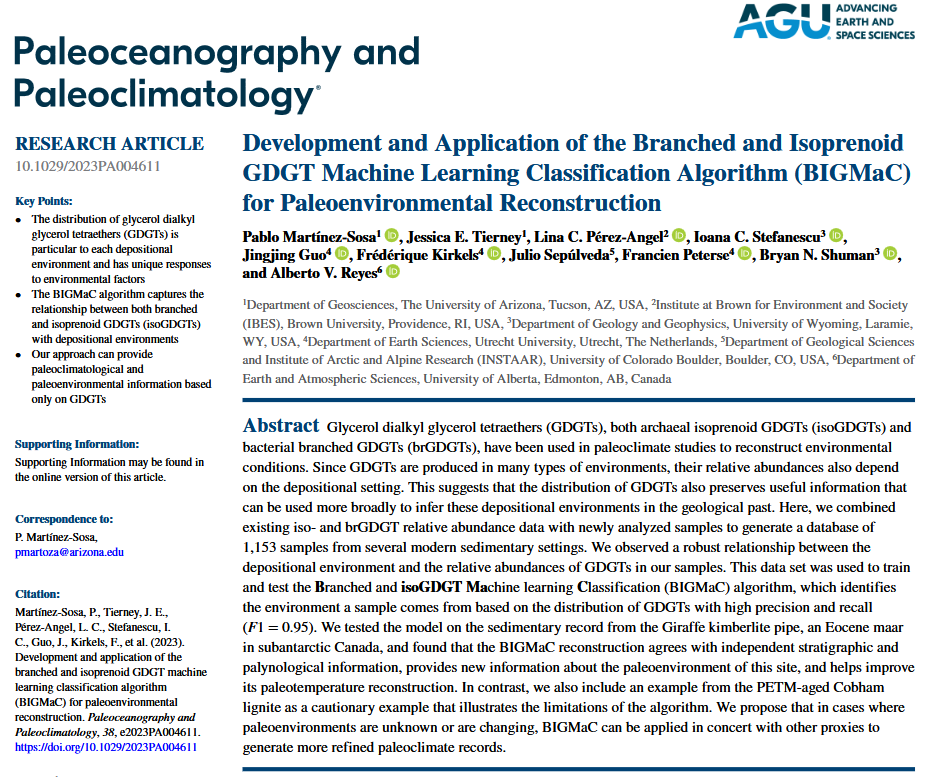 AGU ADVANCING
EARTH AND
SPACE SCIENCES
Paleoceanography and
Paleoclimatology®
RESEARCH ARTICLE
10.1029/2023PA004611
Key Points:
• The distribution of glycerol dialkyl
glycerol tetraethers (GDGTs) is
particular to each depositional
environment and has unique responses
to environmental factors
• The BIGMaC algorithm captures the
relationship between both branched
and isoprenoid GDGTs (isoGDGTs)
with depositional environments
• Our approach can provide
paleoclimatological and
paleoenvironmental information based
only on GDGTs
Supporting Information:
Supporting Information may be found in
the online version of this article.
Correspondence to:
P. Martínez-Sosa,
pmartoza@arizona.edu
Citation:
Martínez-Sosa, P., Tierney, J. E.,
Pérez-Angel, L. C., Stefanescu, I.
C., Guo, J., Kirkels, F., et al. (2023).
Development and application of the
branched and isoprenoid GDGT machine
learning classification algorithm
(BIGMaC) for paleoenvironmental
reconstruction. Paleoceanography and
Paleoclimatology, 38, e2023PA004611.
https://doi.org/10.1029/2023PA004611
Development and Application of the Branched and Isoprenoid
GDGT Machine Learning Classification Algorithm (BIGMaC)
for Paleoenvironmental Reconstruction
Pablo Martínez-Sosa1 iD, Jessica E. Tierney1, Lina C. Pérez-Angel2 iD, Ioana C. Stefanescu3 iD,
Jingjing Guo4 iD, Frédérique Kirkels4 iD, Julio Sepúlveda5, Francien Peterse4 iD, Bryan N. Shuman3 iD,
and Alberto V. Reyes6 iD
1Department of Geosciences, The University of Arizona, Tucson, AZ, USA, 2Institute at Brown for Environment and Society
(IBES), Brown University, Providence, RI, USA, 3Department of Geology and Geophysics, University of Wyoming, Laramie,
WY, USA, 4Department of Earth Sciences, Utrecht University, Utrecht, The Netherlands, 5Department of Geological Sciences
and Institute of Arctic and Alpine Research (INSTAAR), University of Colorado Boulder, Boulder, CO, USA, 6Department of
Earth and Atmospheric Sciences, University of Alberta, Edmonton, AB, Canada
Abstract Glycerol dialkyl glycerol tetraethers (GDGTs), both archaeal isoprenoid GDGTs (isoGDGTs) and
bacterial branched GDGTs (brGDGTs), have been used in paleoclimate studies to reconstruct environmental
conditions. Since GDGTs are produced in many types of environments, their relative abundances also depend
on the depositional setting. This suggests that the distribution of GDGTs also preserves useful information that
can be used more broadly to infer these depositional environments in the geological past. Here, we combined
existing iso- and brGDGT relative abundance data with newly analyzed samples to generate a database of
1,153 samples from several modern sedimentary settings. We observed a robust relationship between the
depositional environment and the relative abundances of GDGTs in our samples. This data set was used to train
and test the Branched and isoGDGT Machine learning Classification (BIGMaC) algorithm, which identifies
the environment a sample comes from based on the distribution of GDGTs with high precision and recall
(F1 = 0.95). We tested the model on the sedimentary record from the Giraffe kimberlite pipe, an Eocene maar
in subantarctic Canada, and found that the BIGMaC reconstruction agrees with independent stratigraphic and
palynological information, provides new information about the paleoenvironment of this site, and helps improve
its paleotemperature reconstruction. In contrast, we also include an example from the PETM-aged Cobham
lignite as a cautionary example that illustrates the limitations of the algorithm. We propose that in cases where
paleoenvironments are unknown or are changing, BIGMaC can be applied in concert with other proxies to
generate more refined paleoclimate records.